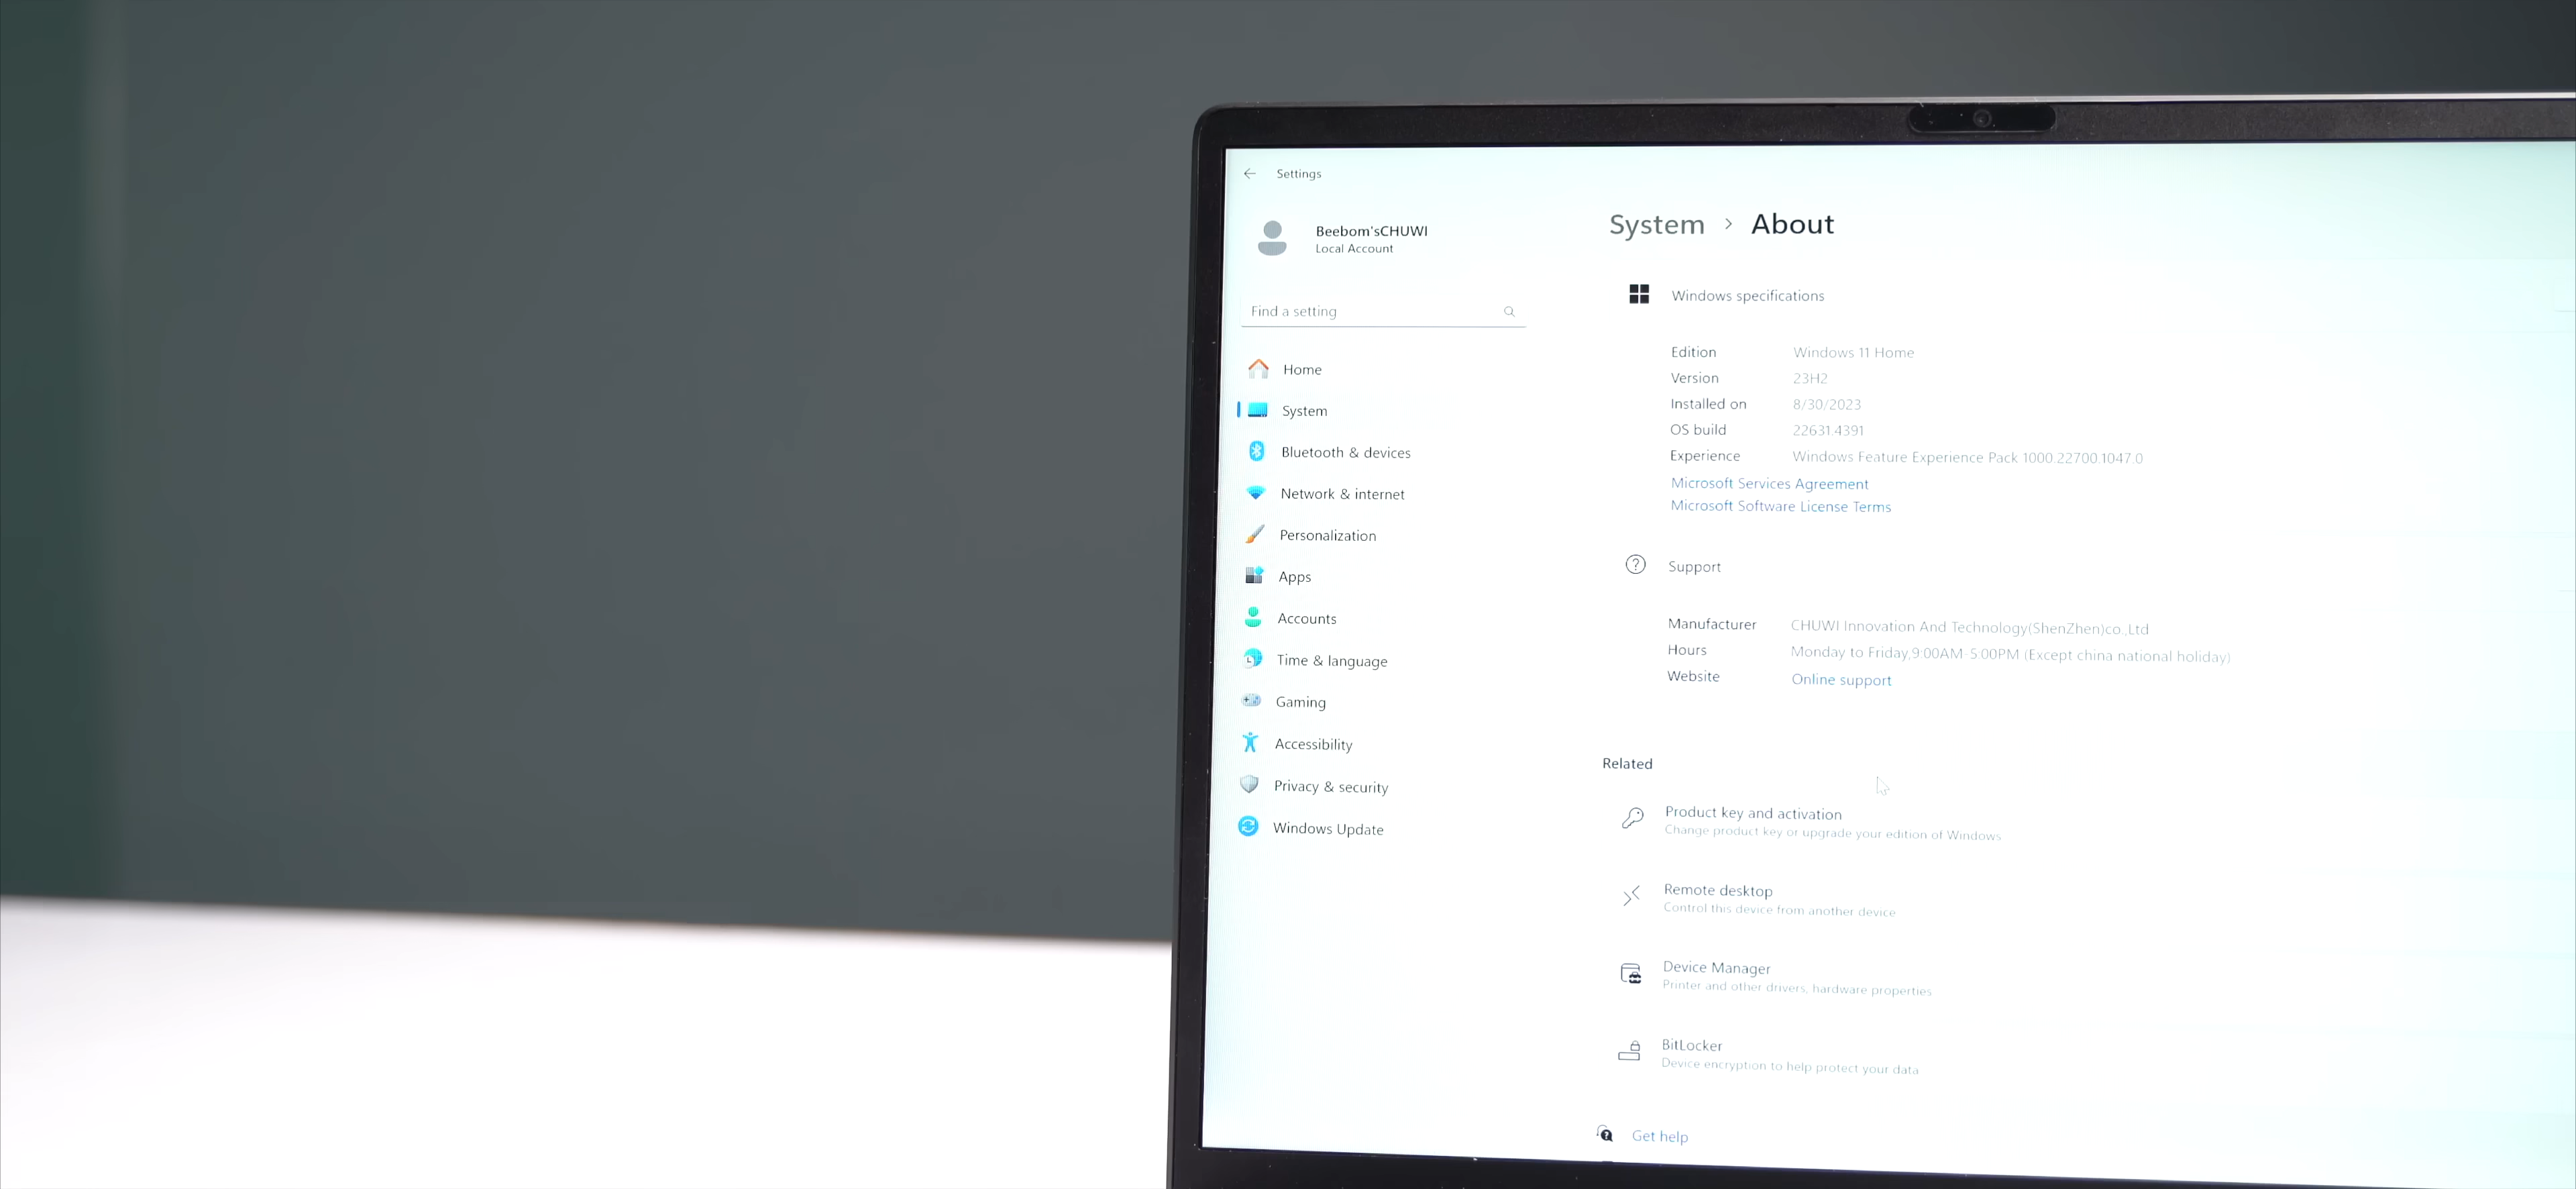 Settings
Beebom'sCHUWI
Local Account
Find a setting
Home
System
Bluetooth & devices
Network & internet
Personalization
Apps
Accounts
Time & language
Gaming
Accessibility
Privacy & security
Windows Update
System > About
Windows specifications
Edition Windows 11 Home
Version 23H2
Installed on 8/30/2023
OS build 22631.4391
Experience Windows Feature Experience Pack 1000.22700.1047.0
Microsoft Services Agreement
Microsoft Software License Terms
Support
Manufacturer CHUWI Innovation And Technology(ShenZhen)co.,Ltd
Hours Monday to Friday,9:00AM-5:00PM (Except china national holiday)
Website Online support
Related
Product key and activation
Change product key or upgrade your edition of Windows
Remote desktop
Control this device from another device
Device Manager
Printer and other drivers, hardware properties
BitLocker
Device encryption to help protect your data
Get help